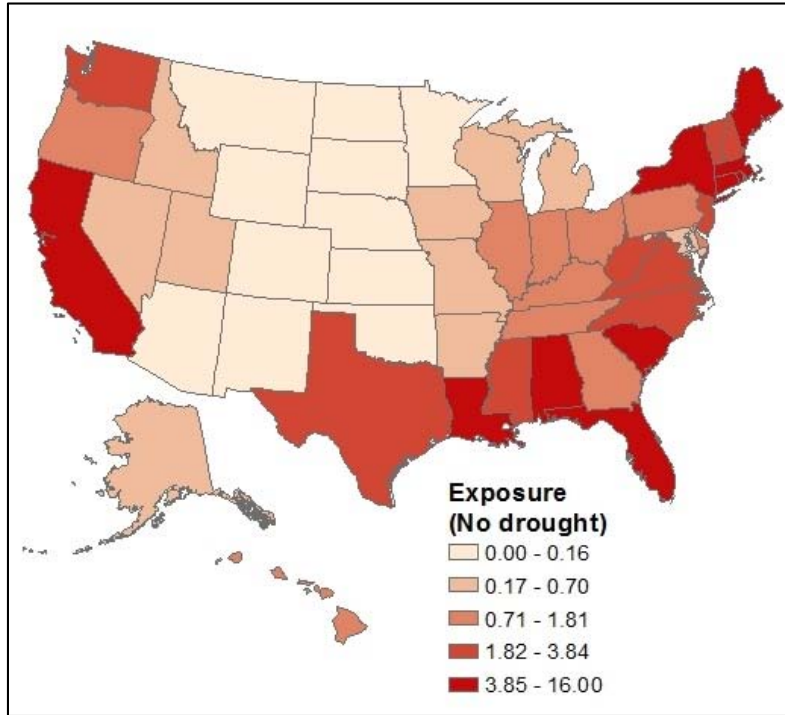 Exposure
(No drought)
0.00 - 0.16
0.17 - 0.70
0.71 - 1.81
1.82 - 3.84
3.85 - 16.00